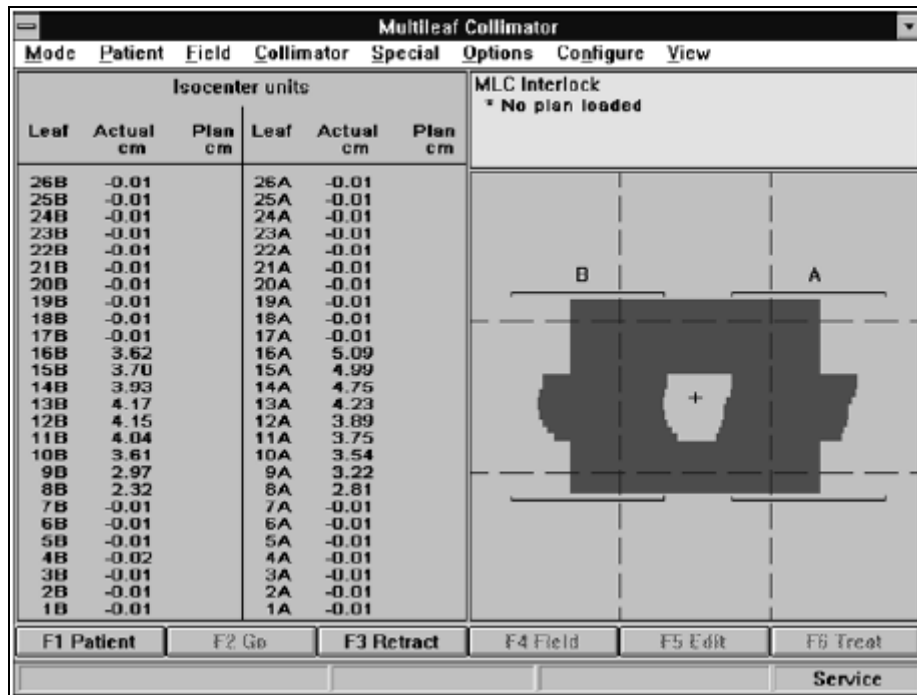 Multileaf Collimator
Mode Patient Field Collimator Special Options Configure View
Isocenter units
Leaf Actual cm Plan cm Leaf Actual cm Plan cm
26B -0.01 26A -0.01
25B -0.01 25A -0.01
24B -0.01 24A -0.01
23B -0.01 23A -0.01
22B -0.01 22A -0.01
21B -0.01 21A -0.01
20B -0.01 20A -0.01
19B -0.01 19A -0.01
18B -0.01 18A -0.01
17B -0.01 17A -0.01
16B 3.62 16A 5.09
15B 3.70 15A 4.99
14B 3.93 14A 4.75
13B 4.17 13A 4.23
12B 4.15 12A 3.89
11B 4.04 11A 3.75
10B 3.61 10A 3.54
9B 2.97 9A 3.22
8B 2.32 8A 2.81
7B -0.01 7A -0.01
6B -0.01 6A -0.01
5B -0.01 5A -0.01
4B -0.02 4A -0.01
3B -0.01 3A -0.01
2B -0.01 2A -0.01
1B -0.01 1A -0.01
MLC Interlock
* No plan loaded
B A
F1 Patient F2 Go F3 Retract F4 Field F5 Edit F6 Treat
Service